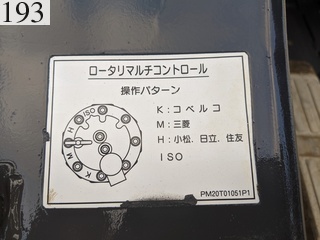 193
ロータリマルチコントロール
操作パターン
K：コベルコ
M：三菱
H：小松，日立，住友
ISO
ISO
H
M
K
PM20T01051P1